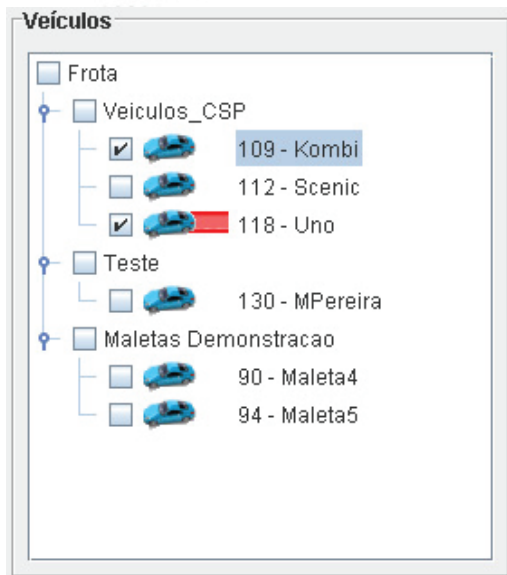 Veículos
Frota
Veiculos_CSP
109 - Kombi
112 - Scenic
118 - Uno
Teste
130 - MPereira
Maletas Demonstracao
90 - Maleta4
94 - Maleta5